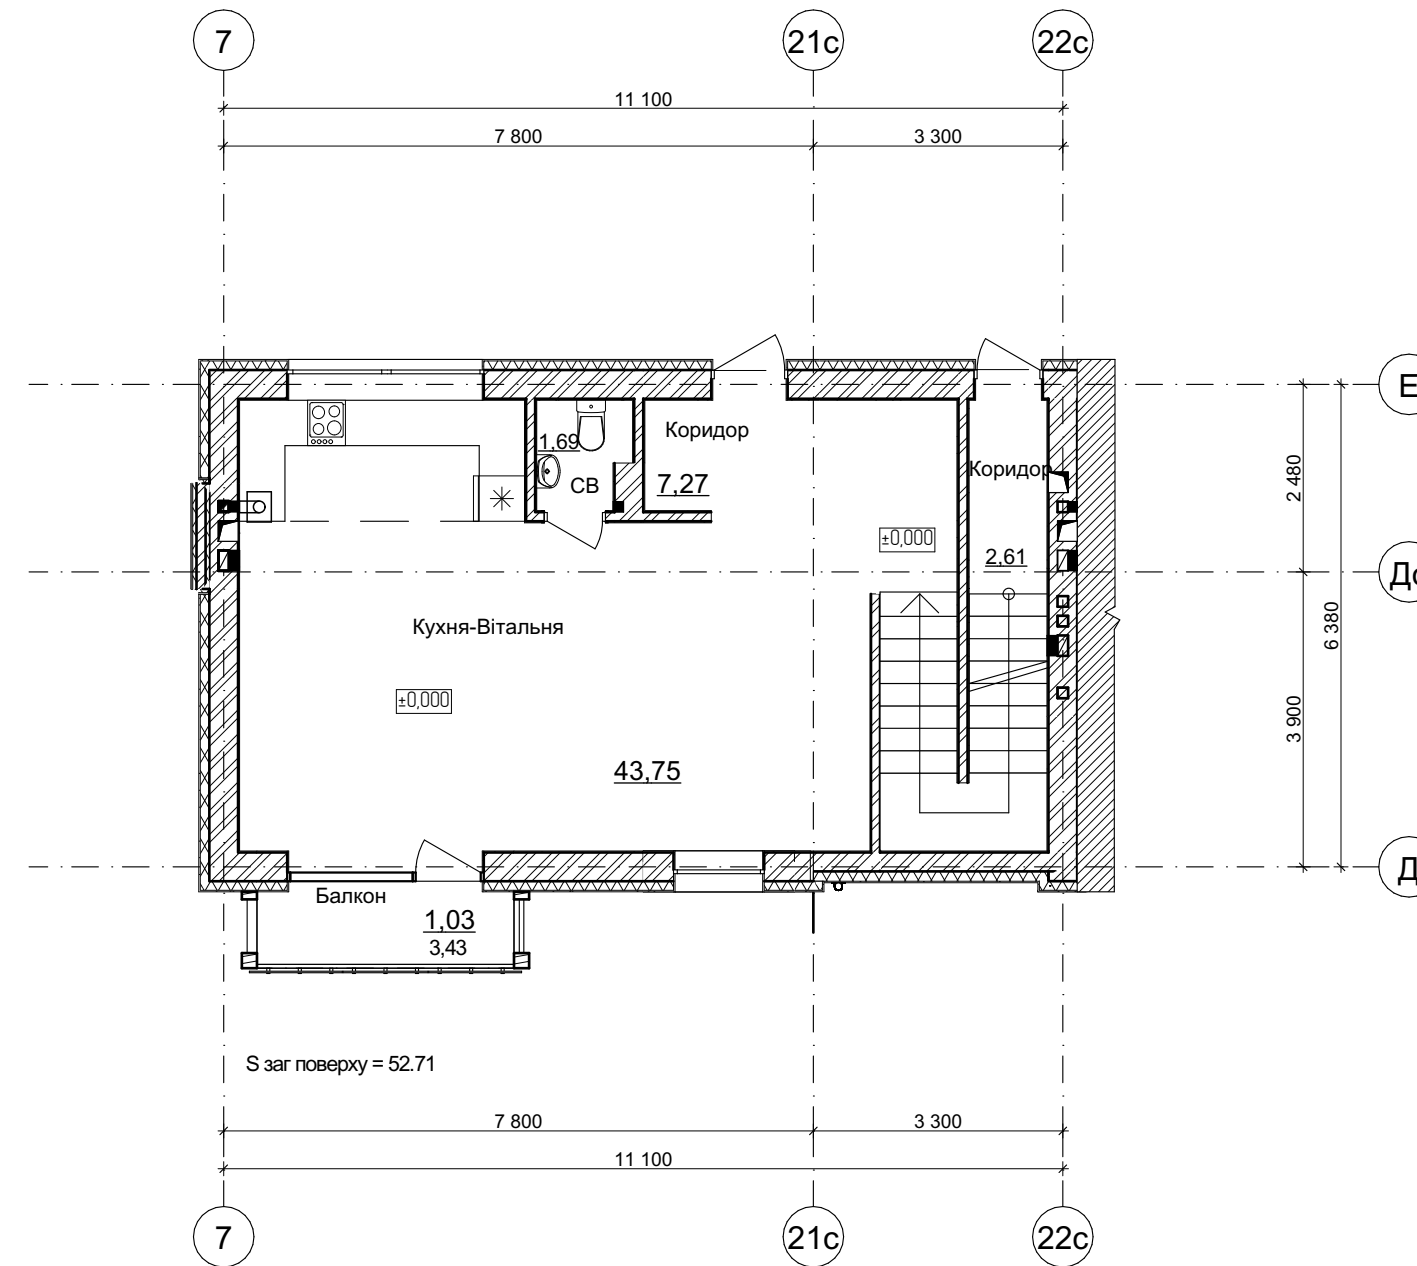 7
21с
22с
11 100
7 800
3 300
Е
Коридор
1,69
Коридор
СВ
7,27
2 480
±0,000
2,61
До
Кухня-Вітальня
6 380
±0,000
3 900
43,75
Д
Балкон
1,03
3,43
S заг поверху = 52.71
7 800
3 300
11 100
7
21с
22с